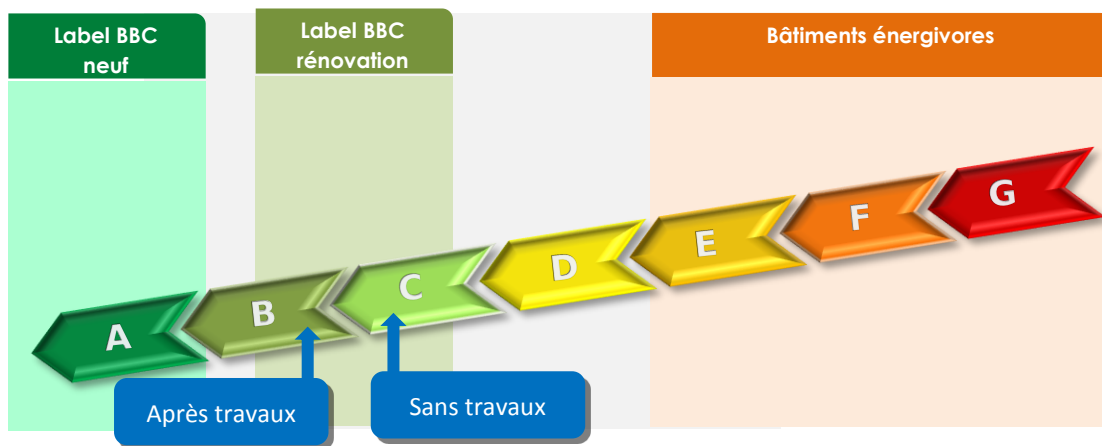 Label BBC
neuf
Label BBC
rénovation
Bâtiments énergivores
A
B
C
D
E
F
G
Après travaux
Sans travaux